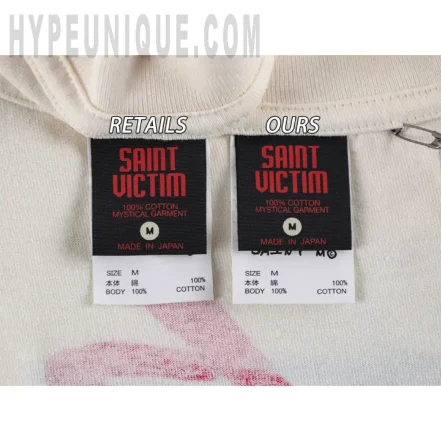 HYPEUNIQUE.COM
RETAILS
OURS
SAINT
VICTIM
100% COTTON
MYSTICAL GARMENT
M
MADE IN JAPAN
SIZE M
本体 綿 100%
BODY 100% COTTON
SAINT
VICTIM
100% COTTON
MYSTICAL GARMENT
M
MADE IN JAPAN
SAINT M©
SIZE M
本体 綿 100%
BODY 100% COTTON